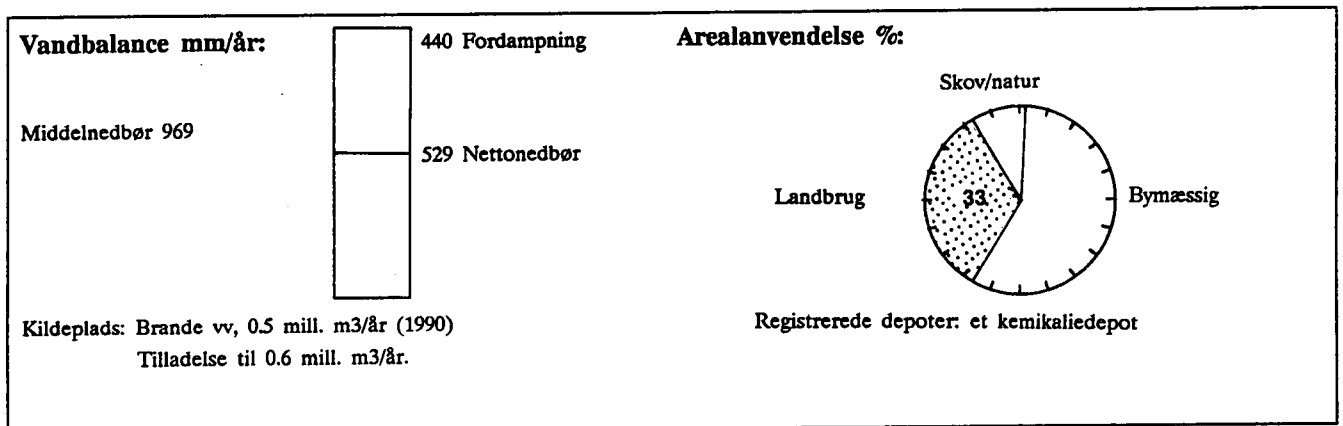 Vandbalance mm/år:
440 Fordampning
Middelnedbør 969
529 Nettonedbør
Kildeplads: Brande vv, 0.5 mill. m3/år (1990)
Tilladelse til 0.6 mill. m3/år.
Arealanvendelse %:
Skov/natur
Landbrug
33
Bymæssig
Registrerede depoter: et kemikaliedepot